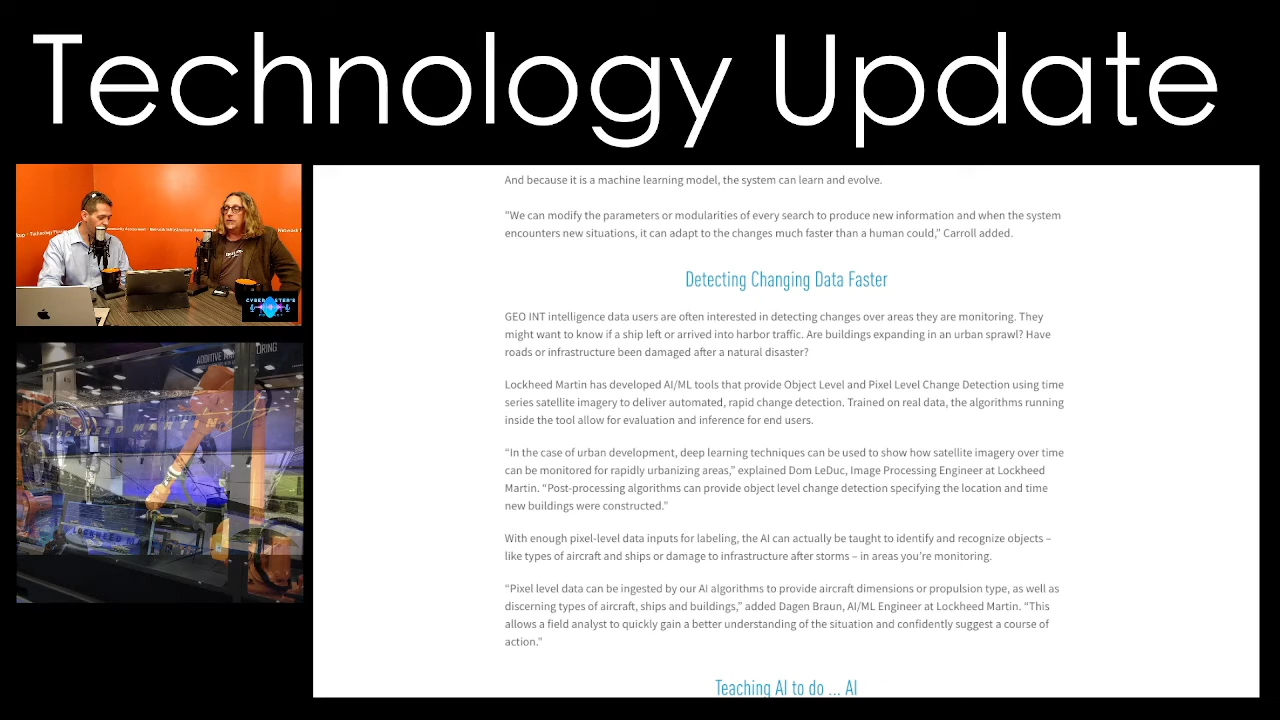 Technology Update
And because it is a machine learning model, the system can learn and evolve.
"We can modify the parameters or modularities of every search to produce new information and when the system
encounters new situations, it can adapt to the changes much faster than a human could," Carroll added.
Detecting Changing Data Faster
GEO INT intelligence data users are often interested in detecting changes over areas they are monitoring. They
might want to know if a ship left or arrived into harbor traffic. Are buildings expanding in an urban sprawl? Have
roads or infrastructure been damaged after a natural disaster?
Lockheed Martin has developed AI/ML tools that provide Object Level and Pixel Level Change Detection using time
series satellite imagery to deliver automated, rapid change detection. Trained on real data, the algorithms running
inside the tool allow for evaluation and inference for end users.
“In the case of urban development, deep learning techniques can be used to show how satellite imagery over time
can be monitored for rapidly urbanizing areas,” explained Dom LeDuc, Image Processing Engineer at Lockheed
Martin. “Post-processing algorithms can provide object level change detection specifying the location and time
new buildings were constructed.”
With enough pixel-level data inputs for labeling, the AI can actually be taught to identify and recognize objects –
like types of aircraft and ships or damage to infrastructure after storms – in areas you’re monitoring.
“Pixel level data can be ingested by our AI algorithms to provide aircraft dimensions or propulsion type, as well as
discerning types of aircraft, ships and buildings,” added Dagen Braun, AI/ML Engineer at Lockheed Martin. “This
allows a field analyst to quickly gain a better understanding of the situation and confidently suggest a course of
action.”
Teaching AI to do ... AI
ADDITIVE
LOCKHEED